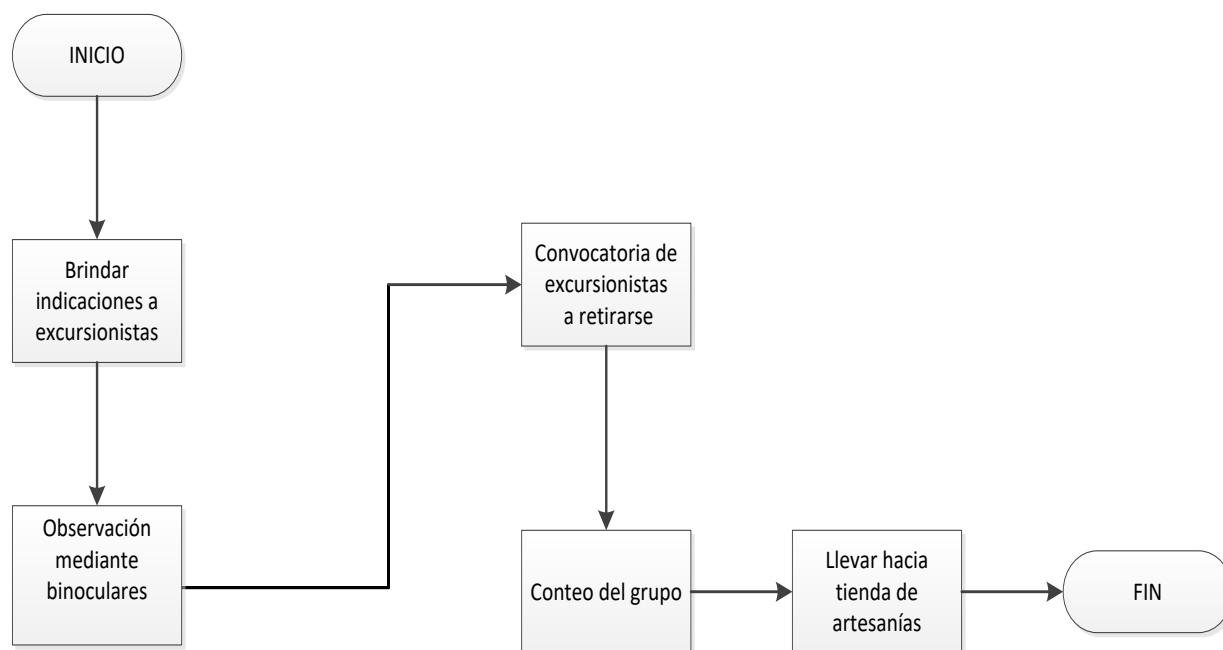 INICIO
Brindar
indicaciones a
excursionistas
Observación
mediante
binoculares
Convocatoria de
excursionistas
a retirarse
Conteo del grupo
Llevar hacia
tienda de
artesanías
FIN